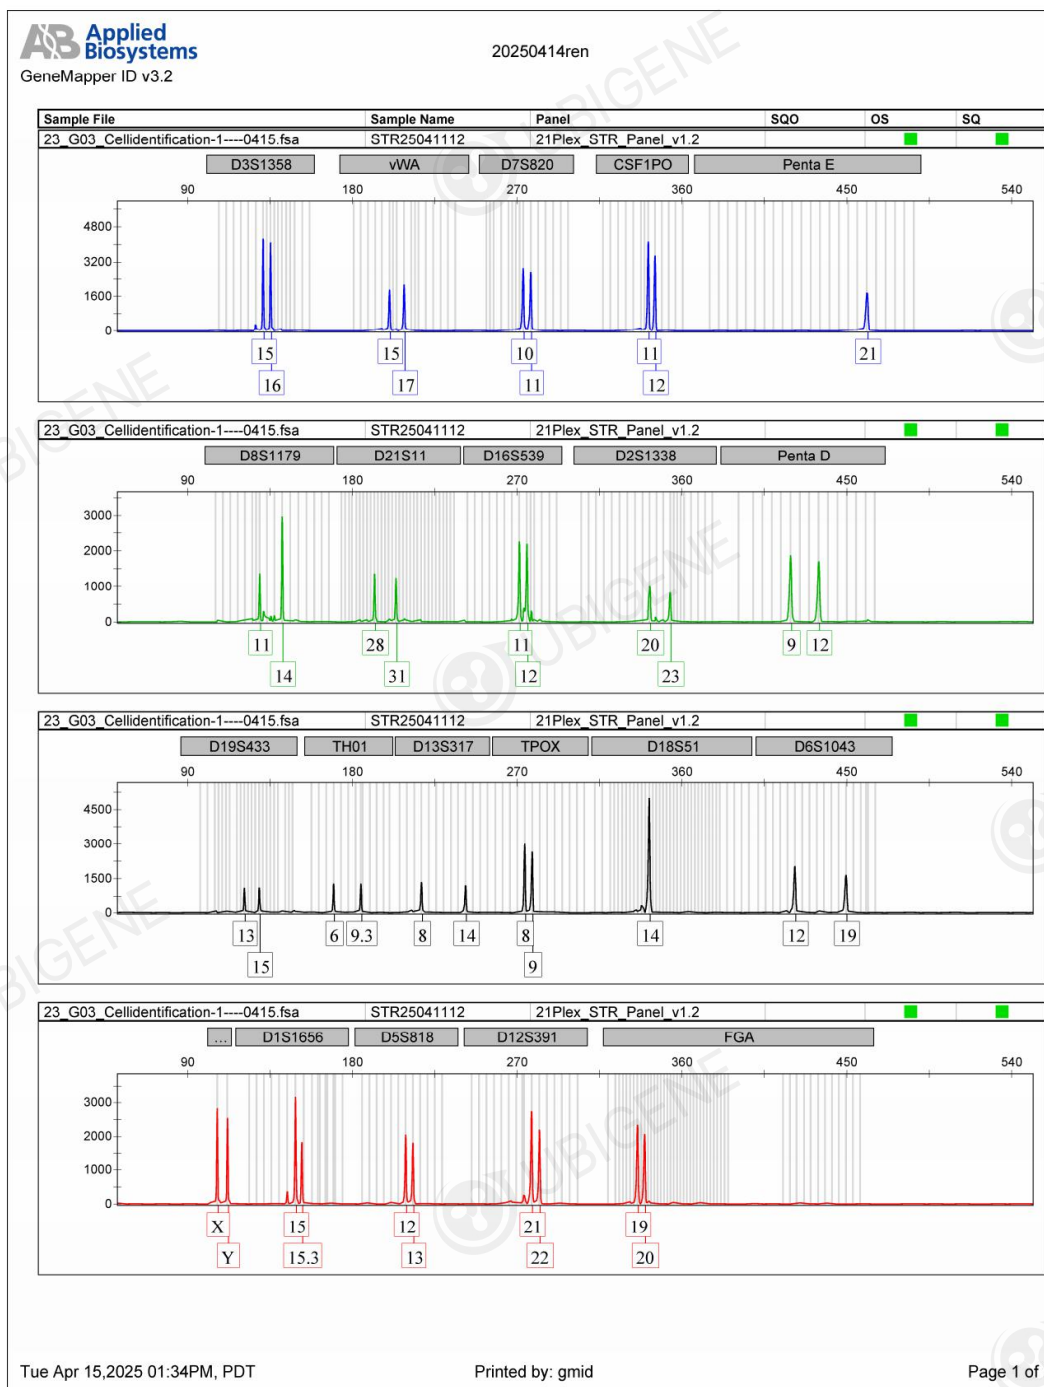 AB Applied Biosystems
GeneMapper ID v3.2
20250414ren
Sample File Sample Name Panel SQO OS SQ
23_G03_Cellidentification-1----0415.fsa STR25041112 21Plex_STR_Panel_v1.2
D3S1358 vWA D7S820 CSF1PO Penta E
90 180 270 360 450 540
4800
3200
1600
0
15 15 10 11 21
16 17 11 12
23_G03_Cellidentification-1----0415.fsa STR25041112 21Plex_STR_Panel_v1.2
D8S1179 D21S11 D16S539 D2S1338 Penta D
90 180 270 360 450 540
3000
2000
1000
0
11 28 11 20 9 12
14 31 12 23
23_G03_Cellidentification-1----0415.fsa STR25041112 21Plex_STR_Panel_v1.2
D19S433 TH01 D13S317 TPOX D18S51 D6S1043
90 180 270 360 450 540
4500
3000
1500
0
13 6 9.3 8 14 8 14 12 19
15 9
23_G03_Cellidentification-1----0415.fsa STR25041112 21Plex_STR_Panel_v1.2
... D1S1656 D5S818 D12S391 FGA
90 180 270 360 450 540
3000
2000
1000
0
X 15 12 21 19
Y 15.3 13 22 20
Tue Apr 15,2025 01:34PM, PDT Printed by: gmid Page 1 of
UBIGENE
BIGENE
UBIGENE
BIGENE
UBIGENE